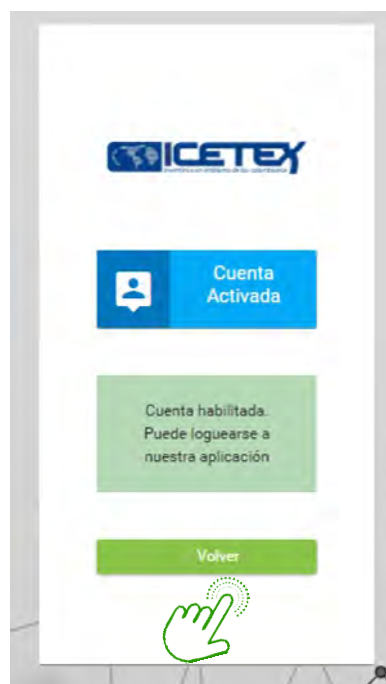 ICETEX
Cuenta
Activada
Cuenta habilitada.
Puede loguearse a
nuestra aplicación
Volver